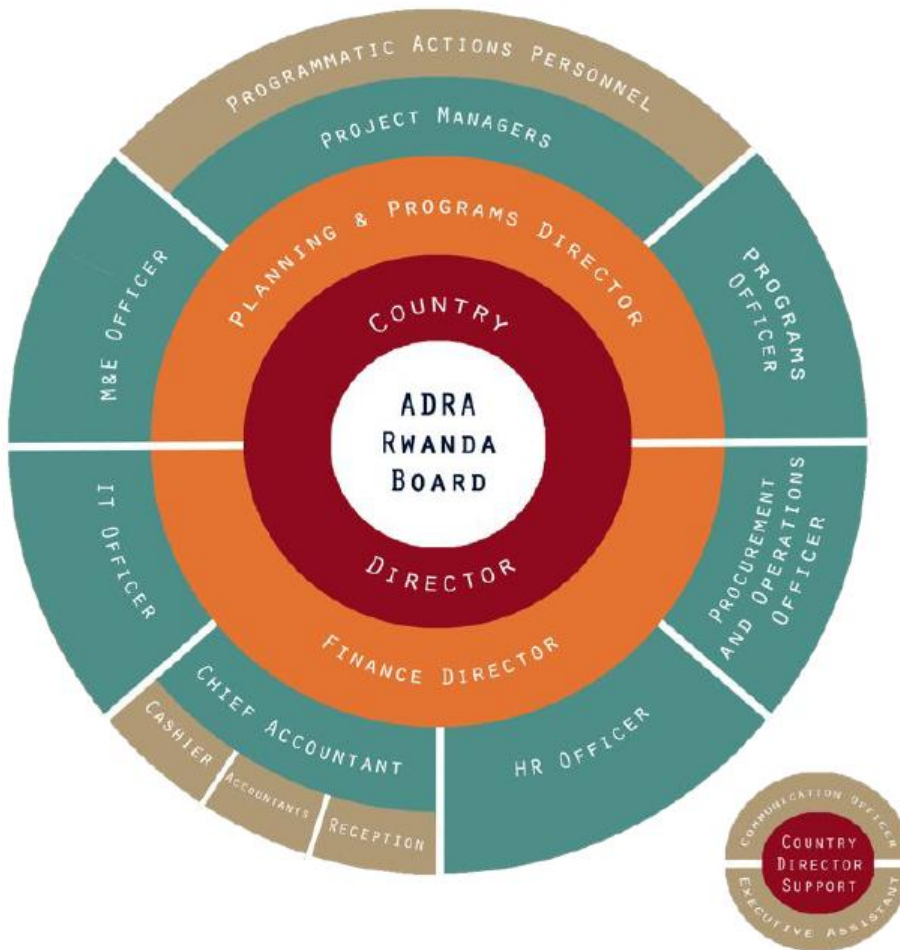 Programmatic Actions Personnel
Project Managers
Planning & Programs Director
Country
ADRA
Rwanda
Board
Director
Finance Director
M&E Officer
Programs
Officer
IT Officer
Procurement
and Operations
Officer
Chief Accountant
HR Officer
Cashier
Accountants
Reception
Communication Officer
Country
Director
Support
Executive Assistant